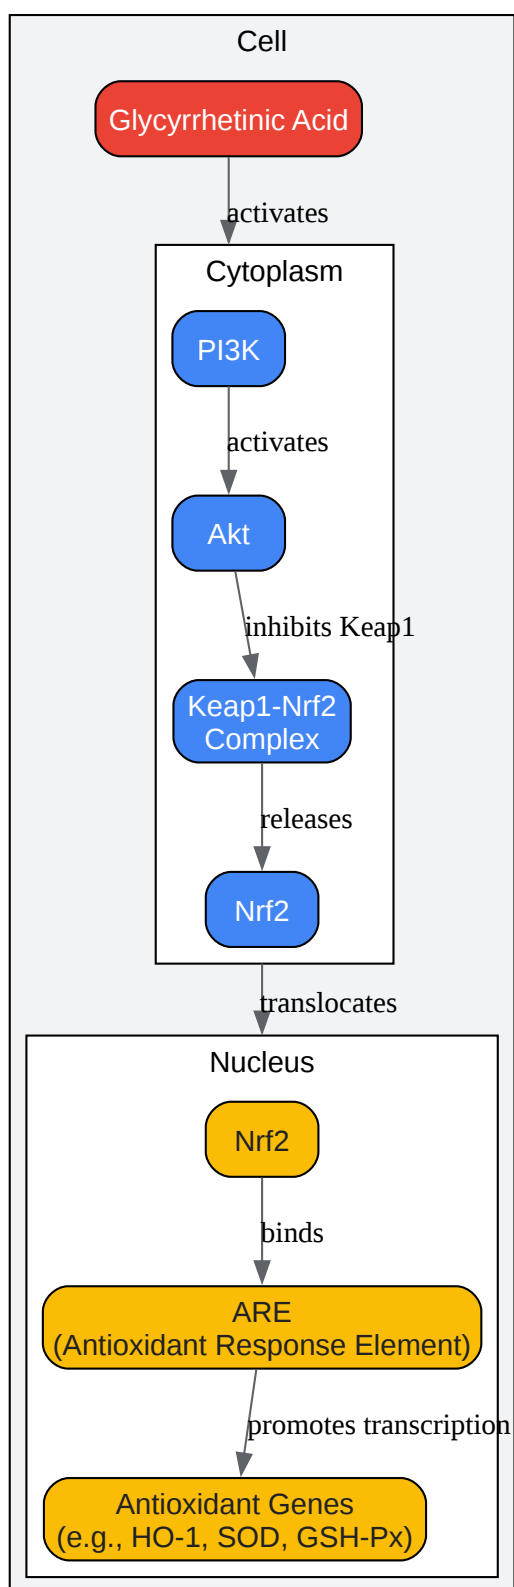 Cell
Glycyrrhetinic Acid
activates
Cytoplasm
PI3K
activates
Akt
inhibits Keap1
Keap1-Nrf2
Complex
releases
Nrf2
translocates
Nucleus
Nrf2
binds
ARE
(Antioxidant Response Element)
promotes transcription
Antioxidant Genes
(e.g., HO-1, SOD, GSH-Px)